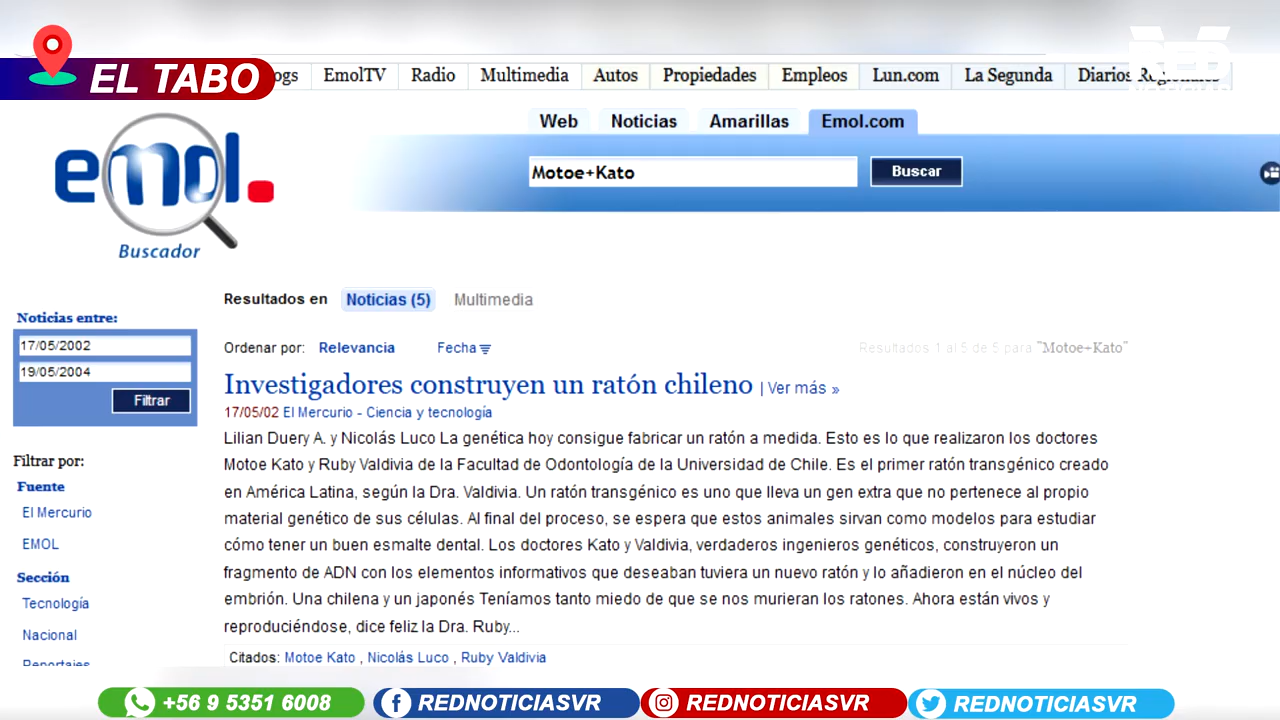 EL TABO
ogs EmolTV Radio Multimedia Autos Propiedades Empleos Lun.com La Segunda Diarios Regionales
Web Noticias Amarillas Emol.com
emol.
Motoe+Kato Buscar
Buscador
Resultados en Noticias (5) Multimedia
Noticias entre:
17/05/2002
19/05/2004
Filtrar
Ordenar por: Relevancia Fecha Resultados 1 al 5 de 5 para "Motoe+Kato"
Investigadores construyen un ratón chileno | Ver más »
17/05/02 El Mercurio - Ciencia y tecnología
Lilian Duery A. y Nicolás Luco La genética hoy consigue fabricar un ratón a medida. Esto es lo que realizaron los doctores
Motoe Kato y Ruby Valdivia de la Facultad de Odontología de la Universidad de Chile. Es el primer ratón transgénico creado
en América Latina, según la Dra. Valdivia. Un ratón transgénico es uno que lleva un gen extra que no pertenece al propio
material genético de sus células. Al final del proceso, se espera que estos animales sirvan como modelos para estudiar
cómo tener un buen esmalte dental. Los doctores Kato y Valdivia, verdaderos ingenieros genéticos, construyeron un
fragmento de ADN con los elementos informativos que deseaban tuviera un nuevo ratón y lo añadieron en el núcleo del
embrión. Una chilena y un japonés Teníamos tanto miedo de que se nos murieran los ratones. Ahora están vivos y
reproduciéndose, dice feliz la Dra. Ruby...
Citados: Motoe Kato , Nicolás Luco , Ruby Valdivia
Filtrar por:
Fuente
El Mercurio
EMOL
Sección
Tecnología
Nacional
Reportajes
+56 9 5351 6008 REDNOTICIASVR REDNOTICIASVR REDNOTICIASVR